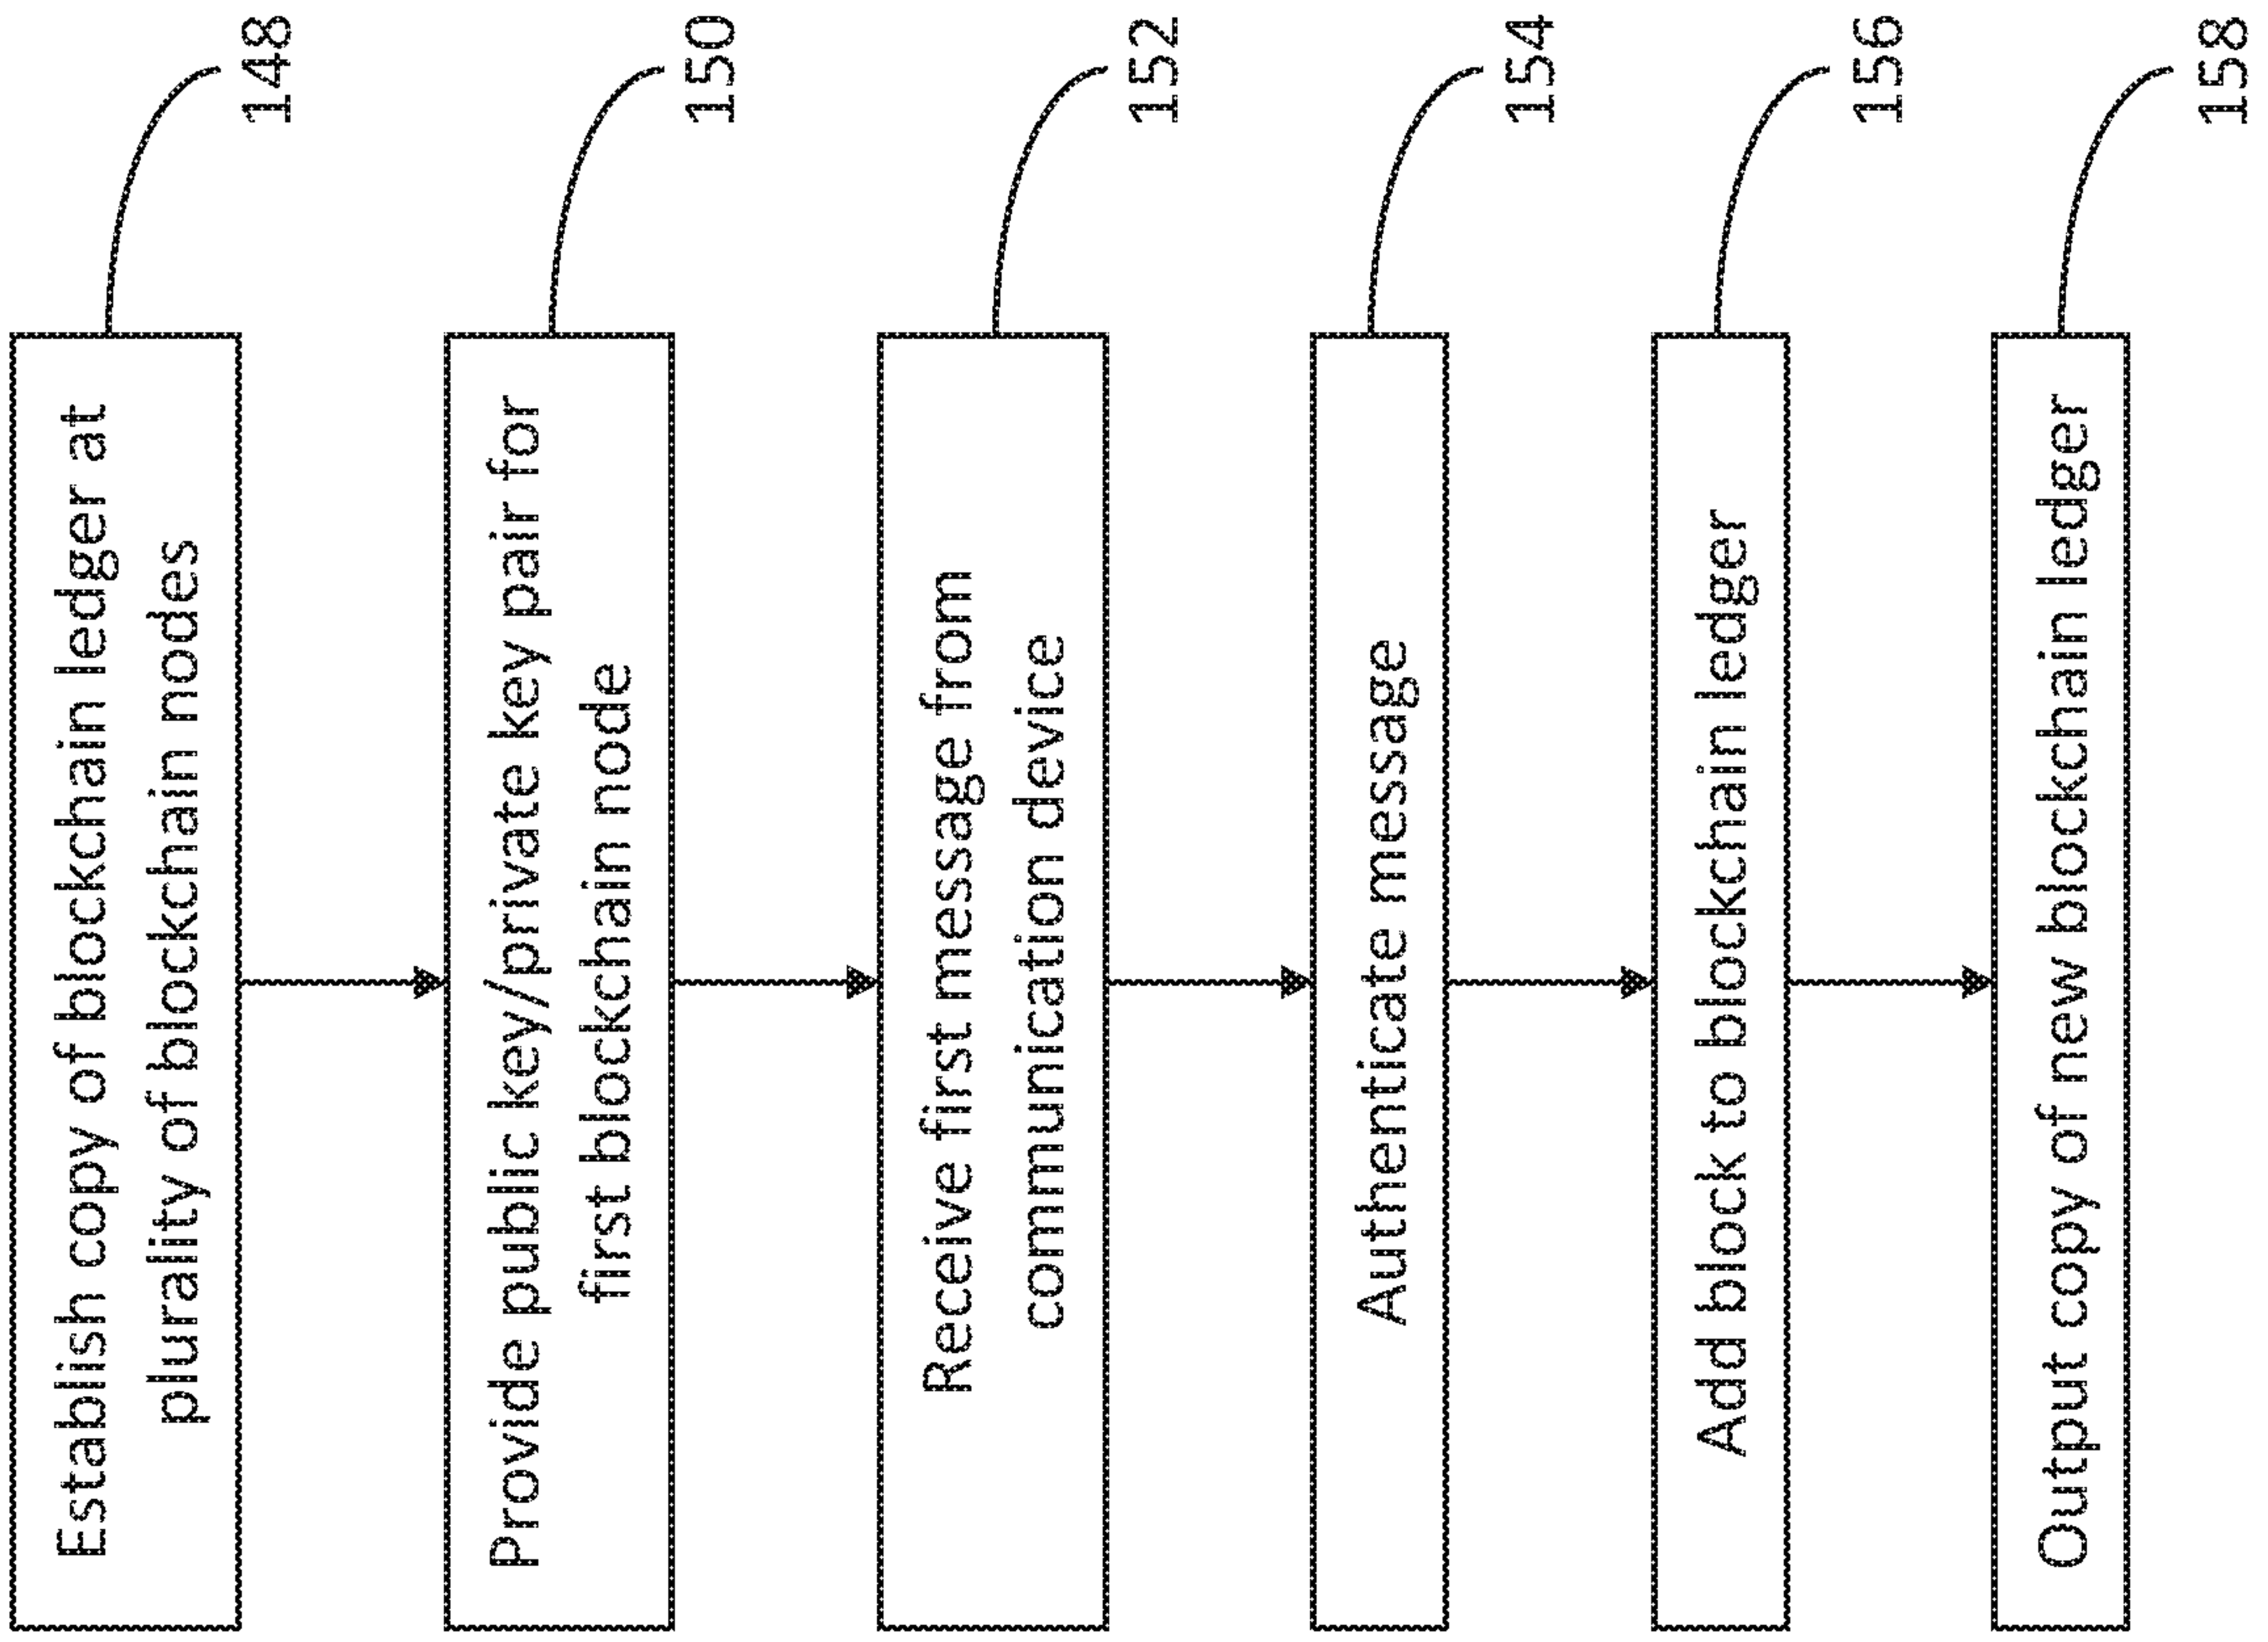 Establish copy of blockchain ledger at
plurality of blockchain nodes
148
Provide public key/private key pair for
first blockchain node
150
Receive first message from
communication device
152
Authenticate message
154
Add block to blockchain ledger
156
Output copy of new blockchain ledger
158